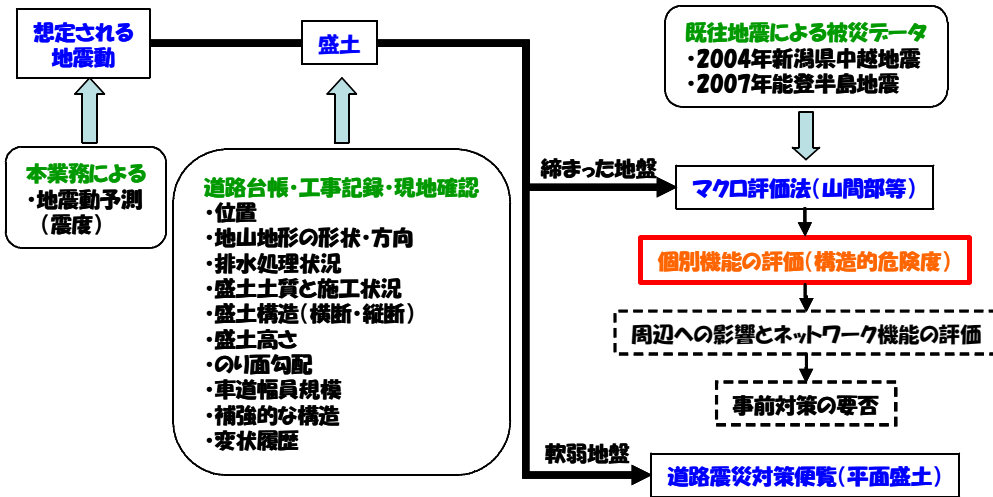 想定される
地震動
盛土
既往地震による被災データ
・2004年新潟県中越地震
・2007年能登半島地震
本業務による
・地震動予測
（震度）
道路台帳・工事記録・現地確認
・位置
・地山地形の形状・方向
・排水処理状況
・盛土土質と施工状況
・盛土構造（横断・縦断）
・盛土高さ
・のり面勾配
・車道幅員規模
・補強的な構造
・変状履歴
締まった地盤
マクロ評価法（山間部等）
個別機能の評価（構造的危険度）
周辺への影響とネットワーク機能の評価
事前対策の要否
軟弱地盤
道路震災対策便覧（平面盛土）